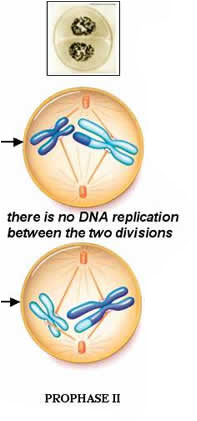 there is no DNA replication
between the two divisions
PROPHASE II